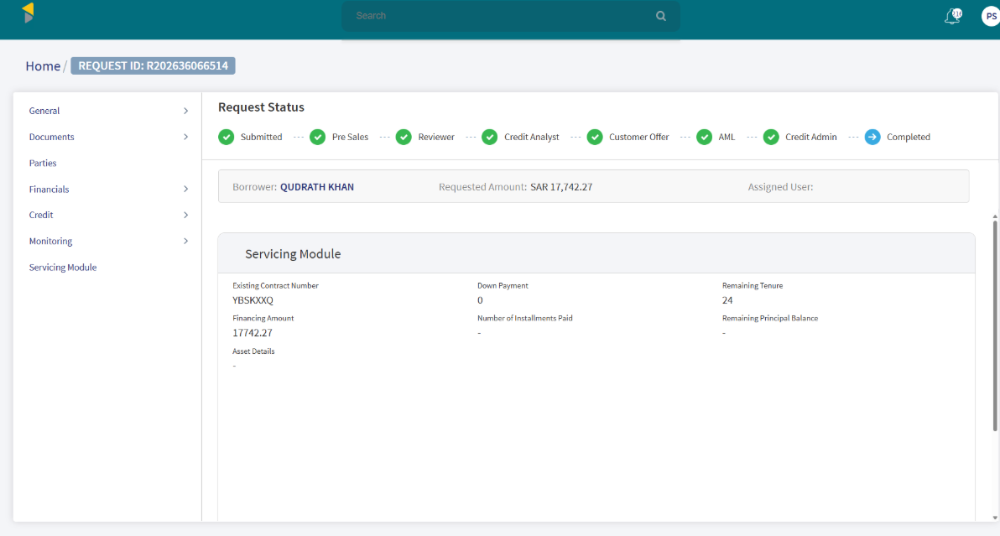 Search
216
PS
Home / REQUEST ID: R202636066514
General
Documents
Parties
Financials
Credit
Monitoring
Servicing Module
Request Status
Submitted --- Pre Sales --- Reviewer --- Credit Analyst --- Customer Offer --- AML --- Credit Admin --- Completed
Borrower: QUDRATH KHAN Requested Amount: SAR 17,742.27 Assigned User:
Servicing Module
Existing Contract Number Down Payment Remaining Tenure
YBSKXXQ 0 24
Financing Amount Number of Installments Paid Remaining Principal Balance
17742.27 - -
Asset Details
-